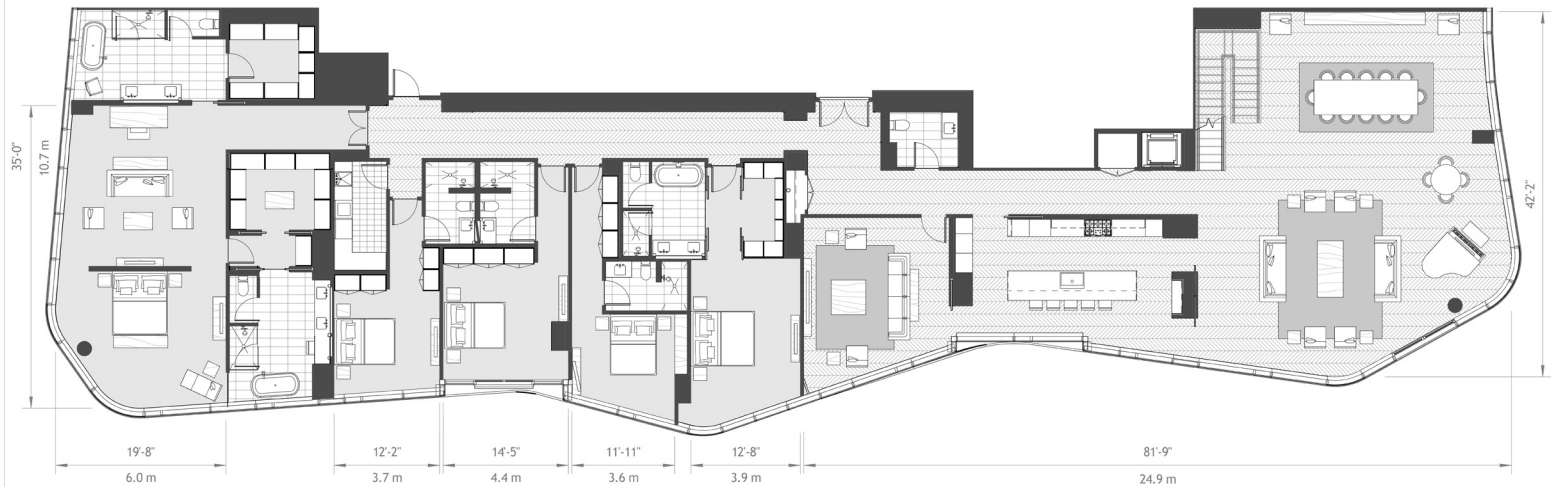 35'-0"
10.7 m
42'-2"
19'-8"
6.0 m
12'-2"
3.7 m
14'-5"
4.4 m
11'-11"
3.6 m
12'-8"
3.9 m
81'-9"
24.9 m